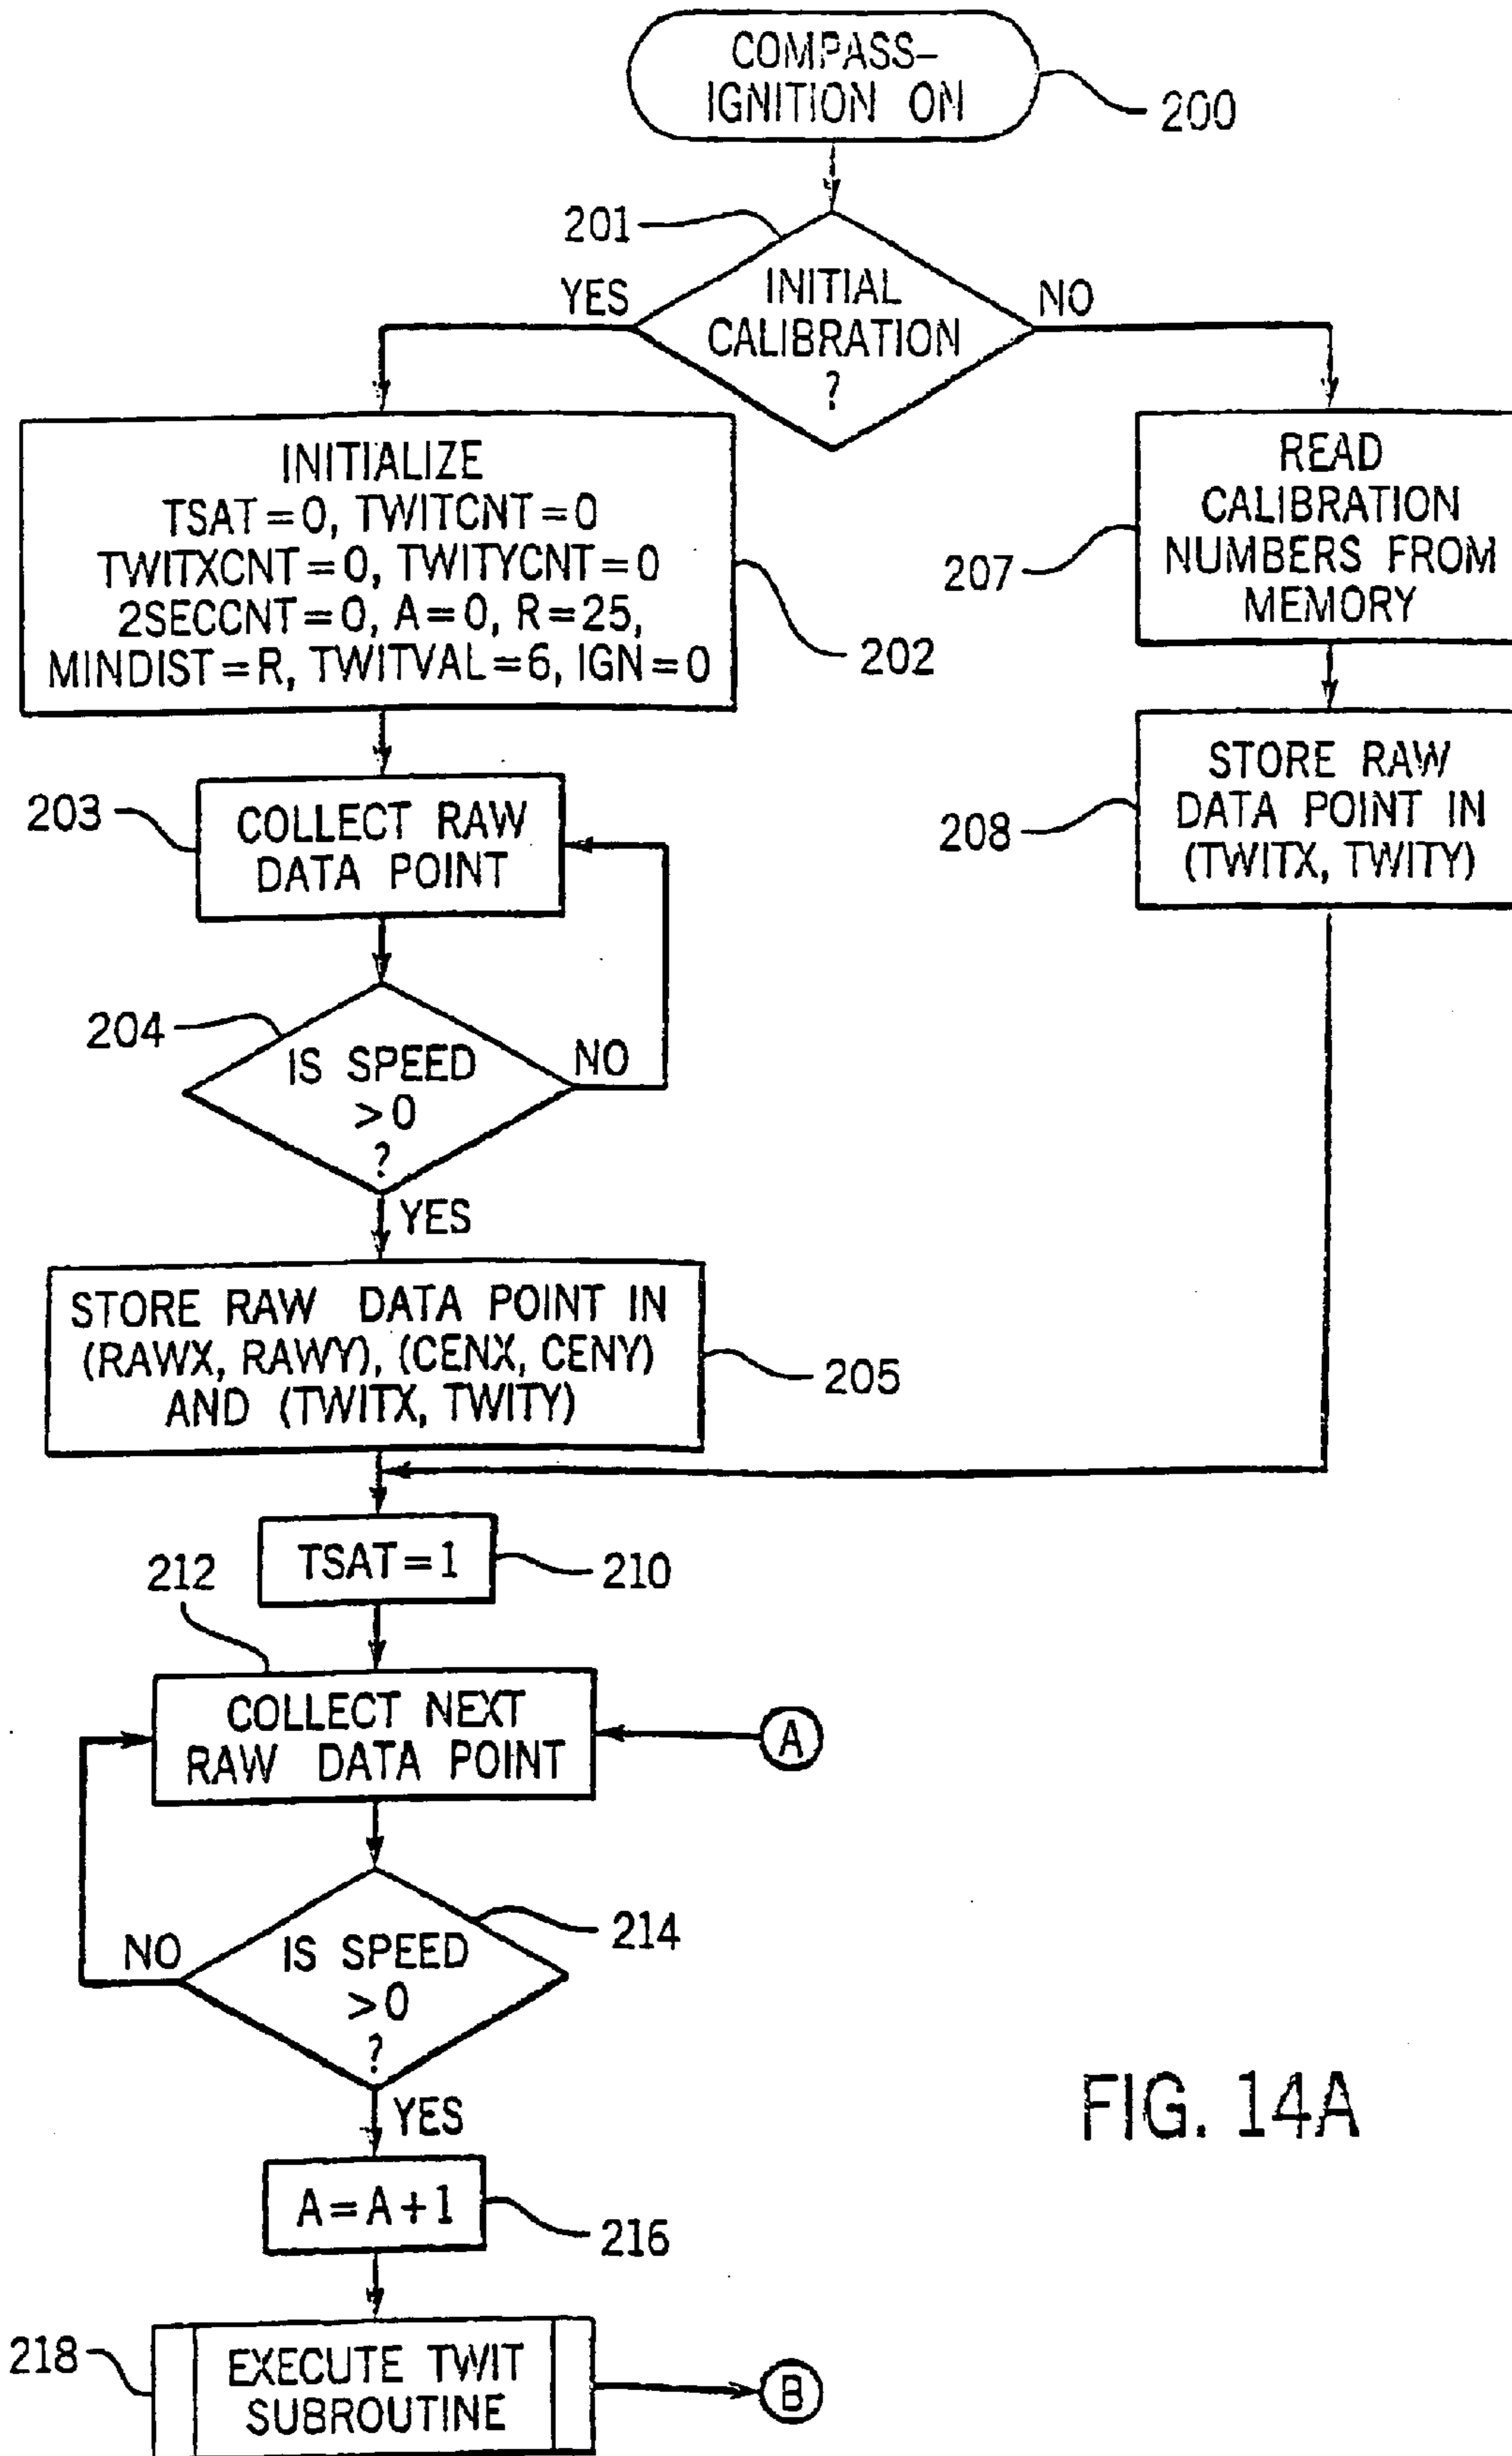 COMPASS–
IGNITION ON
200
201
INITIAL
CALIBRATION
?
YES
NO
INITIALIZE
TSAT=0, TWITCNT=0
TWITXCNT=0, TWITYCNT=0
2SECCNT=0, A=0, R=25,
MINDIST=R, TWITVAL=6, IGN=0
202
READ
CALIBRATION
NUMBERS FROM
MEMORY
207
STORE RAW
DATA POINT IN
(TWITX, TWITY)
208
203
COLLECT RAW
DATA POINT
204
IS SPEED
>0
?
NO
YES
STORE RAW DATA POINT IN
(RAWX, RAWY), (CENX, CENY)
AND (TWITX, TWITY)
205
TSAT=1
210
212
COLLECT NEXT
RAW DATA POINT
A
214
IS SPEED
>0
?
NO
YES
A=A+1
216
218
EXECUTE TWIT
SUBROUTINE
B
FIG. 14A